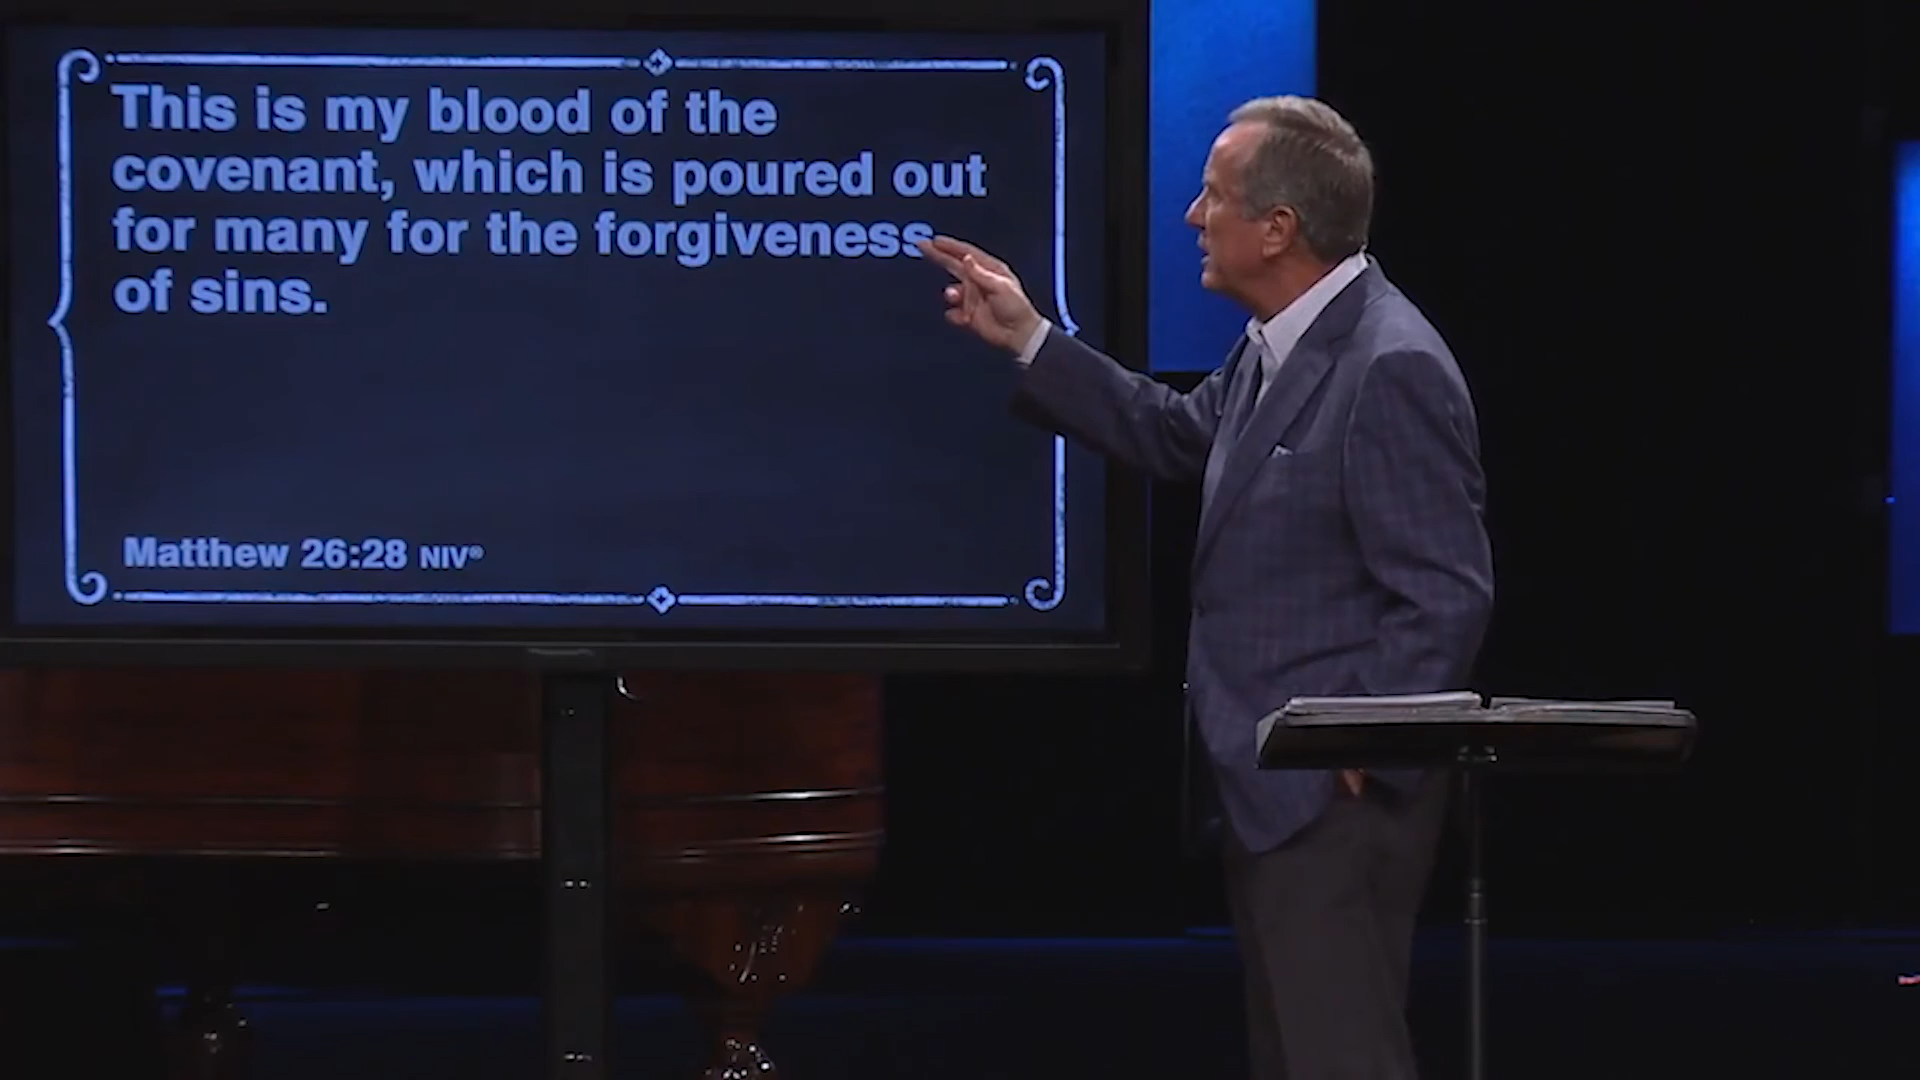 This is my blood of the
covenant, which is poured out
for many for the forgiveness
of sins.
Matthew 26:28 NIV®